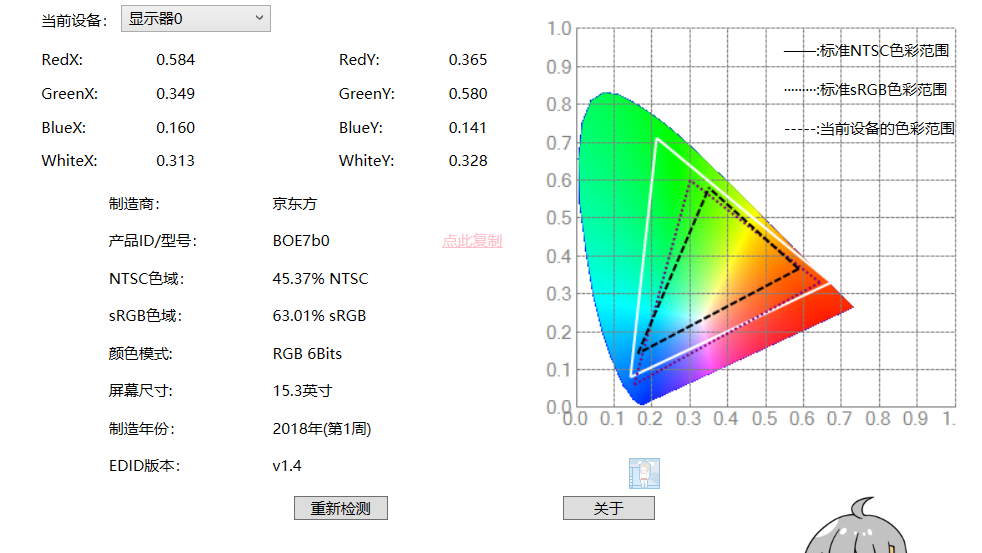 当前设备： 显示器0
RedX: 0.584 RedY: 0.365
GreenX: 0.349 GreenY: 0.580
BlueX: 0.160 BlueY: 0.141
WhiteX: 0.313 WhiteY: 0.328
制造商： 京东方
产品ID/型号： BOE7b0 点此复制
NTSC色域： 45.37% NTSC
sRGB色域： 63.01% sRGB
颜色模式: RGB 6Bits
屏幕尺寸: 15.3英寸
制造年份： 2018年(第1周)
EDID版本： v1.4
重新检测
关于
:标准NTSC色彩范围
:标准sRGB色彩范围
:当前设备的色彩范围
1.0
0.9
0.8
0.7
0.6
0.5
0.4
0.3
0.2
0.1
0.0
0.0 0.1 0.2 0.3 0.4 0.5 0.6 0.7 0.8 0.9 1.